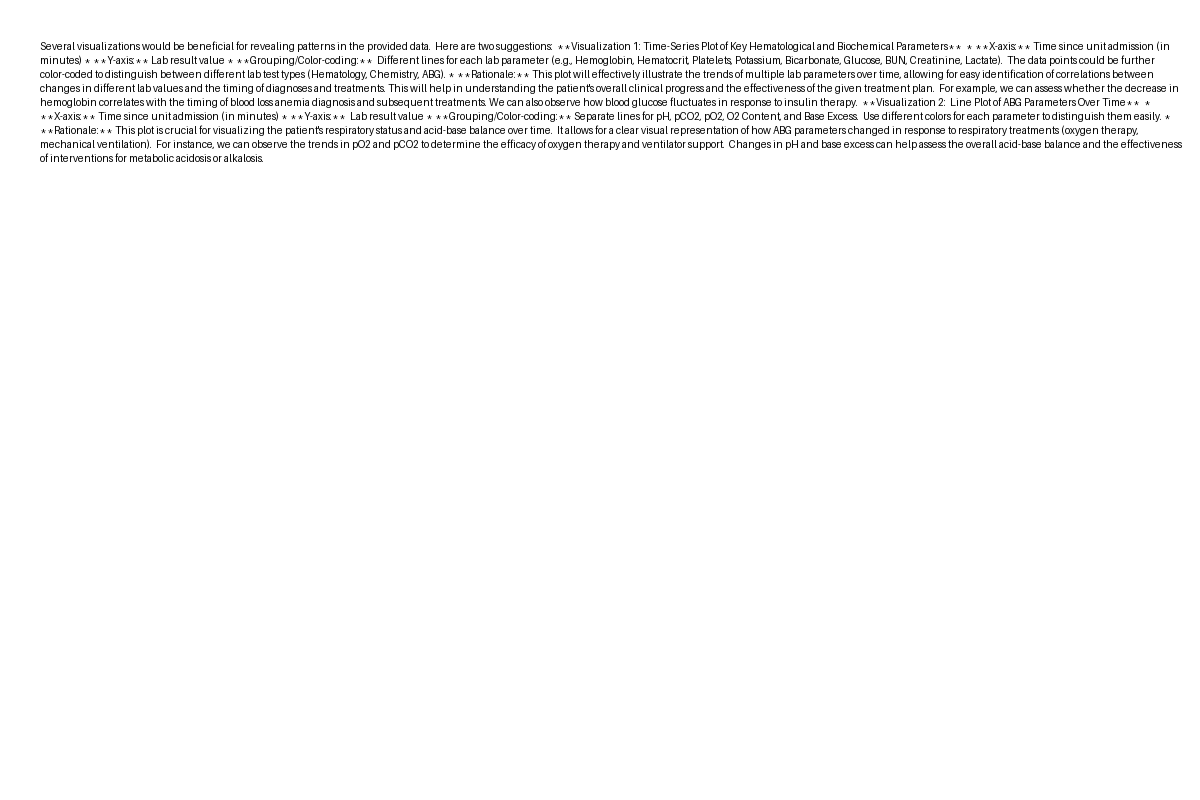 Several visualizations would be beneficial for revealing patterns in the provided data. Here are two suggestions: **Visualization 1: Time-Series Plot of Key Hematological and Biochemical Parameters** * **X-axis:** Time since unit admission (in
minutes) * **Y-axis:** Lab result value * **Grouping/Color-coding:** Different lines for each lab parameter (e.g., Hemoglobin, Hematocrit, Platelets, Potassium, Bicarbonate, Glucose, BUN, Creatinine, Lactate). The data points could be further
color-coded to distinguish between different lab test types (Hematology, Chemistry, ABG). * **Rationale:** This plot will effectively illustrate the trends of multiple lab parameters over time, allowing for easy identification of correlations between
changes in different lab values and the timing of diagnoses and treatments. This will help in understanding the patient's overall clinical progress and the effectiveness of the given treatment plan. For example, we can assess whether the decrease in
hemoglobin correlates with the timing of blood loss anemia diagnosis and subsequent treatments. We can also observe how blood glucose fluctuates in response to insulin therapy. **Visualization 2: Line Plot of ABG Parameters Over Time** *
**X-axis:** Time since unit admission (in minutes) * **Y-axis:** Lab result value * **Grouping/Color-coding:** Separate lines for pH, pCO2, pO2, O2 Content, and Base Excess. Use different colors for each parameter to distinguish them easily. *
**Rationale:** This plot is crucial for visualizing the patient's respiratory status and acid-base balance over time. It allows for a clear visual representation of how ABG parameters changed in response to respiratory treatments (oxygen therapy,
mechanical ventilation). For instance, we can observe the trends in pO2 and pCO2 to determine the efficacy of oxygen therapy and ventilator support. Changes in pH and base excess can help assess the overall acid-base balance and the effectiveness
of interventions for metabolic acidosis or alkalosis.